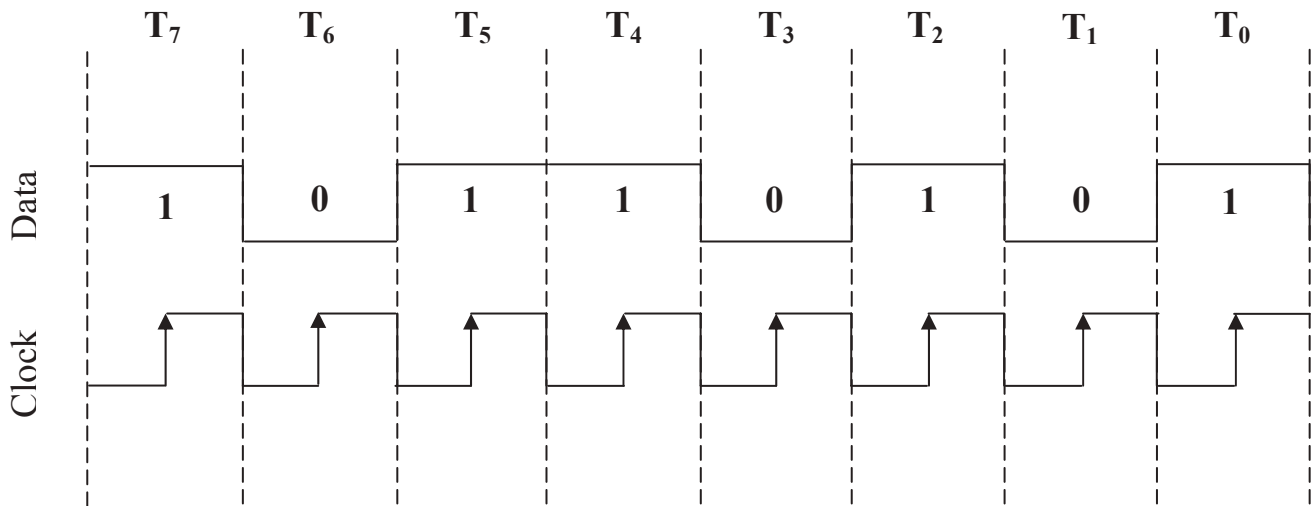 T₇ T₆ T₅ T₄ T₃ T₂ T₁ T₀
Data
1 0 1 1 0 1 0 1
Clock